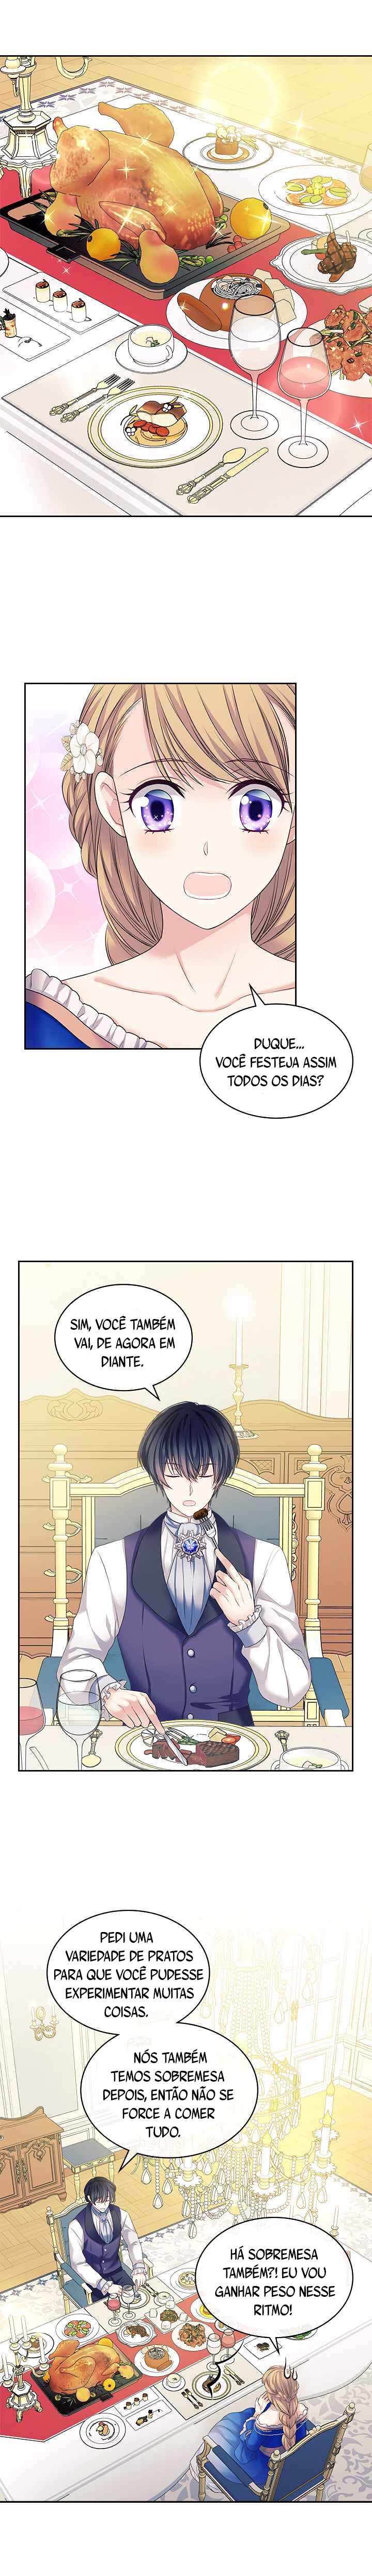 DUQUE...
VOCÊ FESTEJA ASSIM
TODOS OS DIAS?
SIM, VOCÊ TAMBÉM
VAI, DE AGORA EM
DIANTE.
PEDI UMA
VARIEDADE DE PRATOS
PARA QUE VOCÊ PUDESSE
EXPERIMENTAR MUITAS
COISAS.
NÓS TAMBÉM
TEMOS SOBREMESA
DEPOIS, ENTÃO NÃO SE
FORCE A COMER
TUDO.
HÁ SOBREMESA
TAMBÉM?! EU VOU
GANHAR PESO NESSE
RITMO!